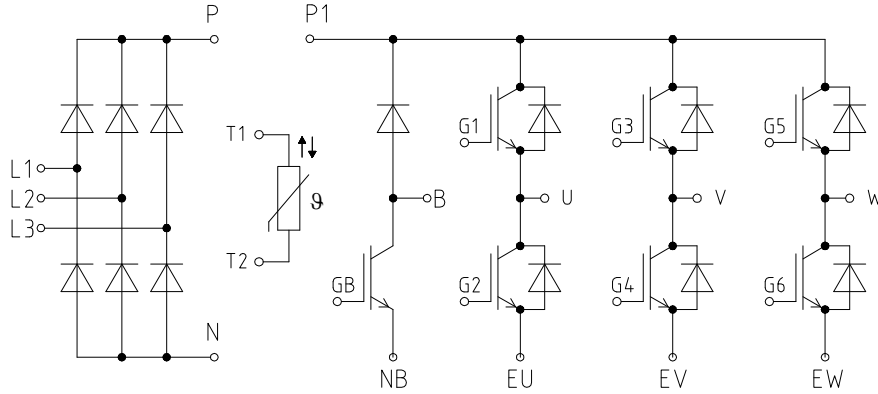 P P1
T1 G1 G3 G5
L1
L2 ϑ B U V W
L3
T2 GB G2 G4 G6
N
NB EU EV EW